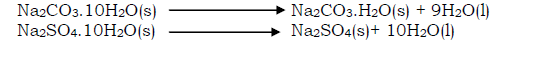 Na2CO3.10H2O(s) ⟶ Na2CO3.H2O(s) + 9H2O(l)
Na2SO4.10H2O(s) ⟶ Na2SO4(s)+ 10H2O(l)